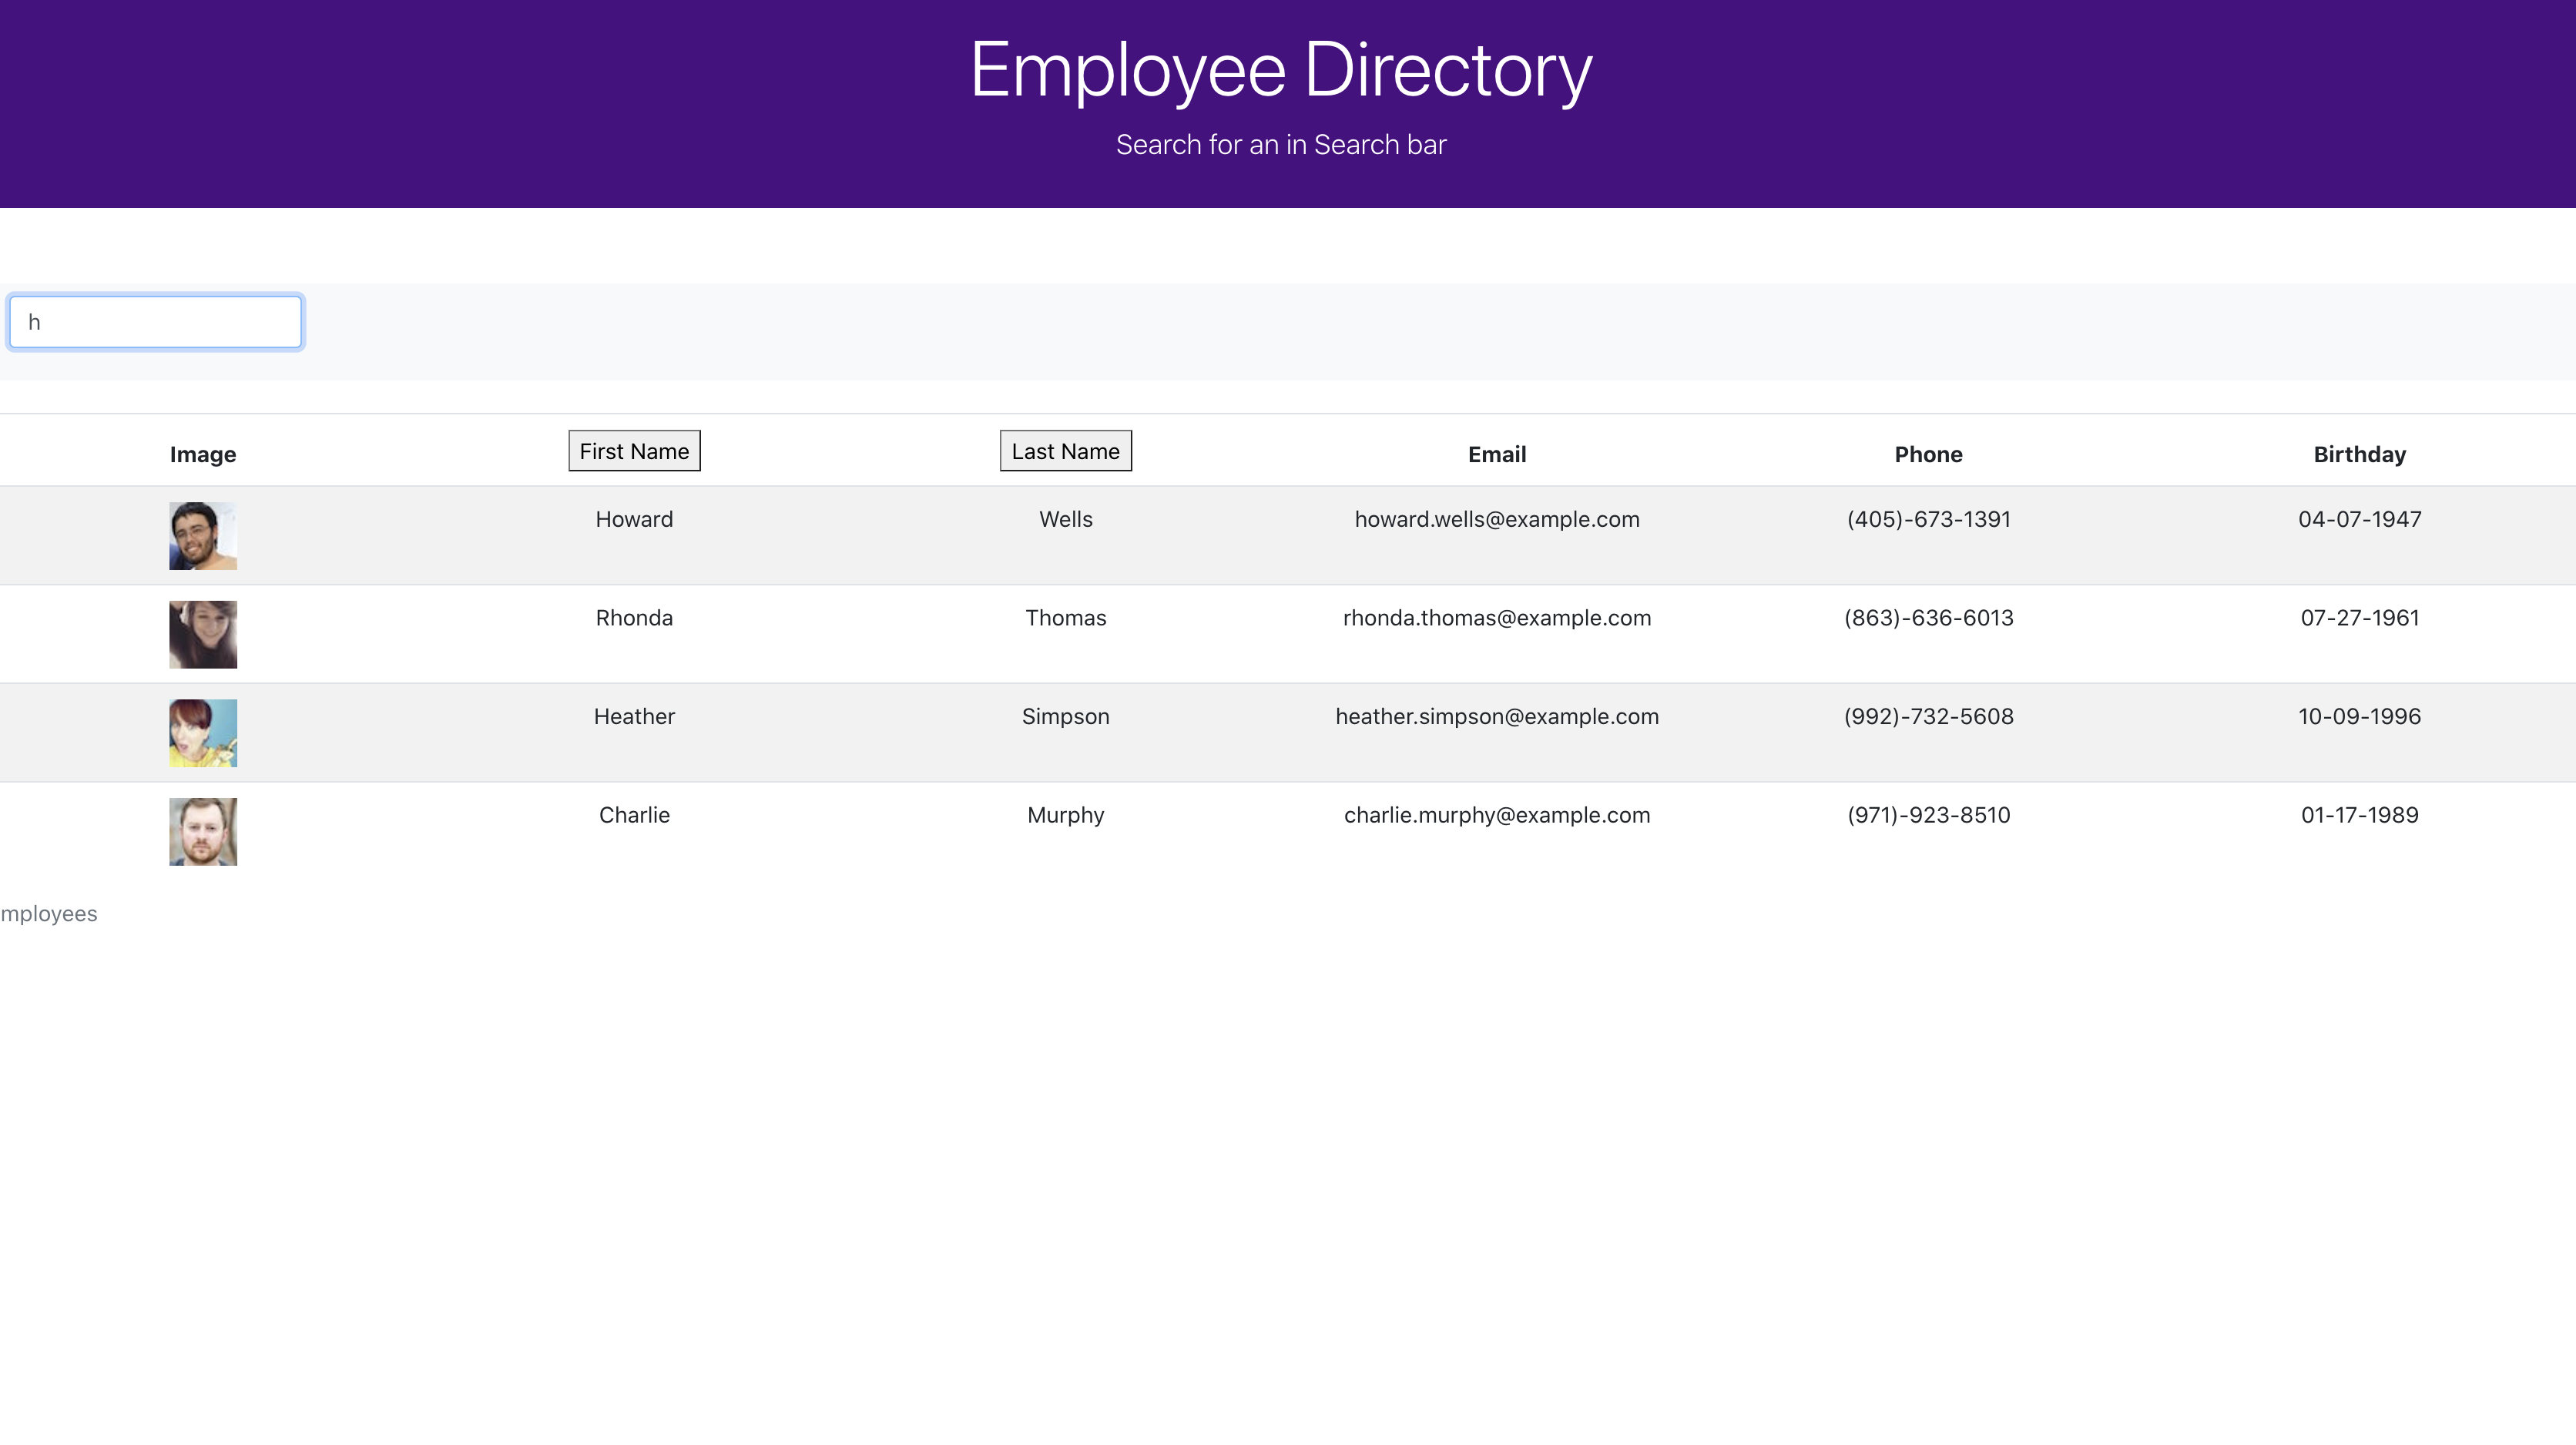 Employee Directory
Search for an in Search bar
h
Image First Name Last Name Email Phone Birthday
Howard Wells howard.wells@example.com (405)-673-1391 04-07-1947
Rhonda Thomas rhonda.thomas@example.com (863)-636-6013 07-27-1961
Heather Simpson heather.simpson@example.com (992)-732-5608 10-09-1996
Charlie Murphy charlie.murphy@example.com (971)-923-8510 01-17-1989
mployees